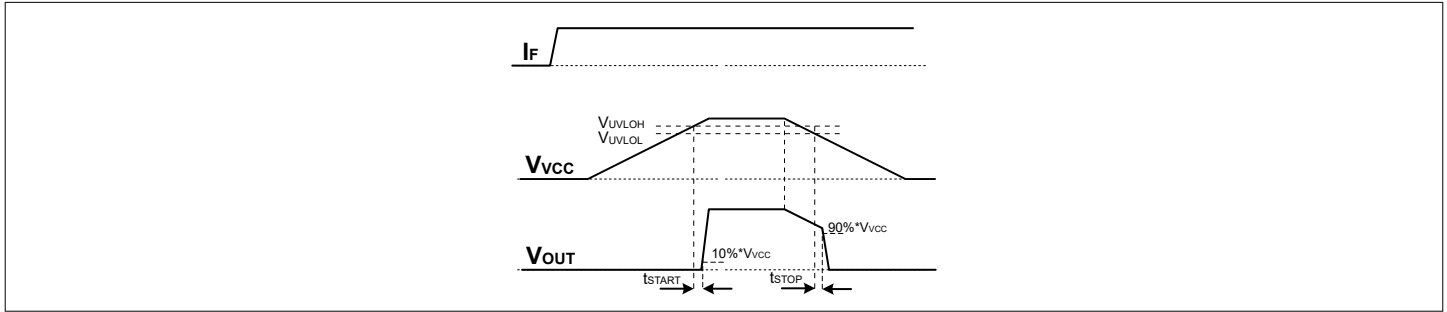 IF
VUVLOH
VUVLOL
VVCC
90%*VVCC
VOUT
10%*VVCC
tSTART
tSTOP